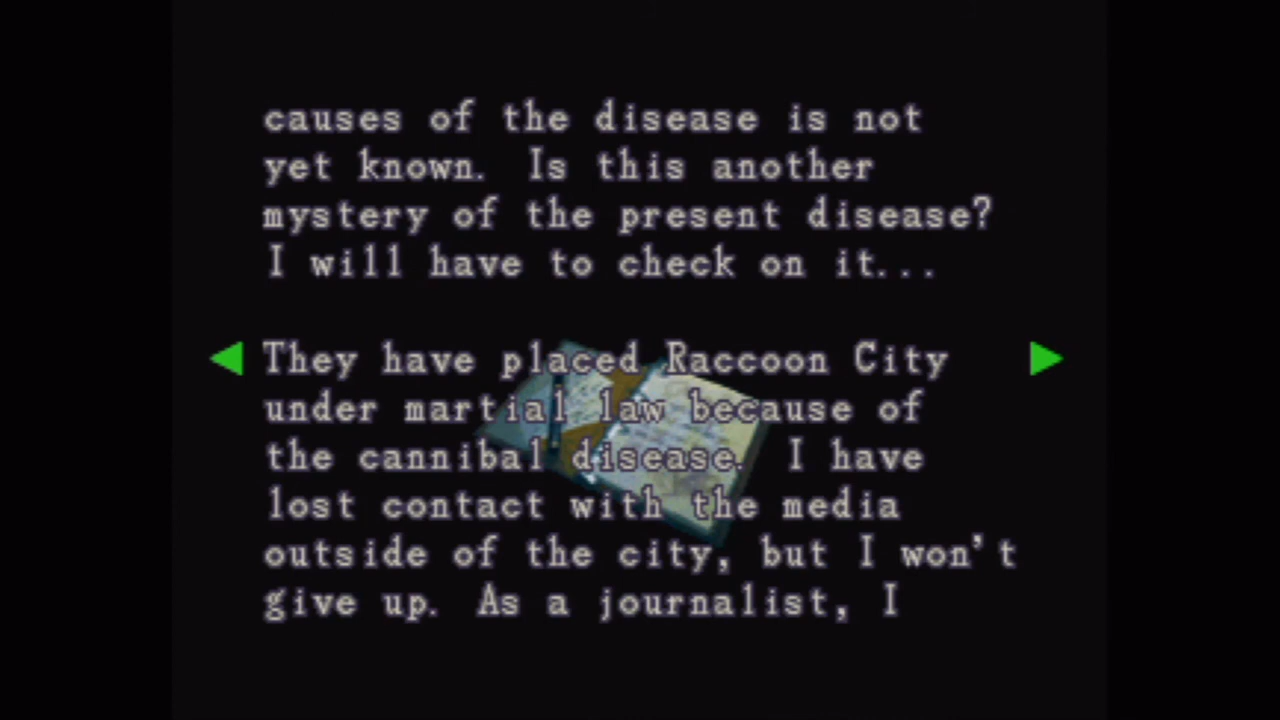 causes of the disease is not
yet known. Is this another
mystery of the present disease?
I will have to check on it...
They have placed Raccoon City
under martial law because of
the cannibal disease. I have
lost contact with the media
outside of the city, but I won't
give up. As a journalist, I